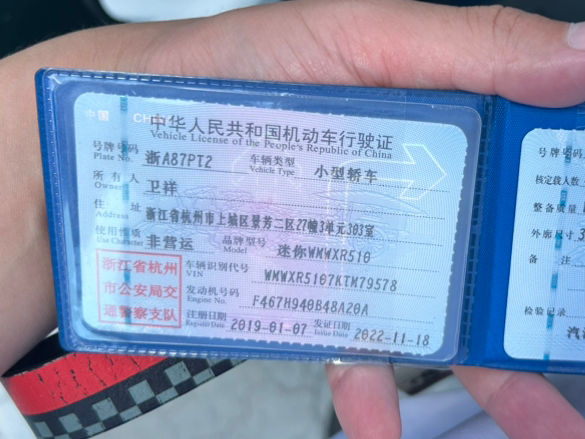 中华人民共和国机动车行驶证
Vehicle License of the People's Republic of China
号牌号码 浙A87PT2 车辆类型 小型轿车
Plate No. Vehicle Type
所有人 卫祥
Owner
住址 浙江省杭州市上城区景芳二区27幢3单元303室
Address
使用性质 非营运 品牌型号 迷你WMWXR510
Use Character Model
浙江省杭州
市公安局交
通警察支队
车辆识别代号 WMWXR5107KTM79578
VIN
发动机号码 F467H940B48A20A
Engine No.
注册日期 2019-01-07 发证日期 2022-11-18
Register Date Issue Date
号牌号码
核定载人数
整备质量
外廓尺寸 3
备注
检验记录